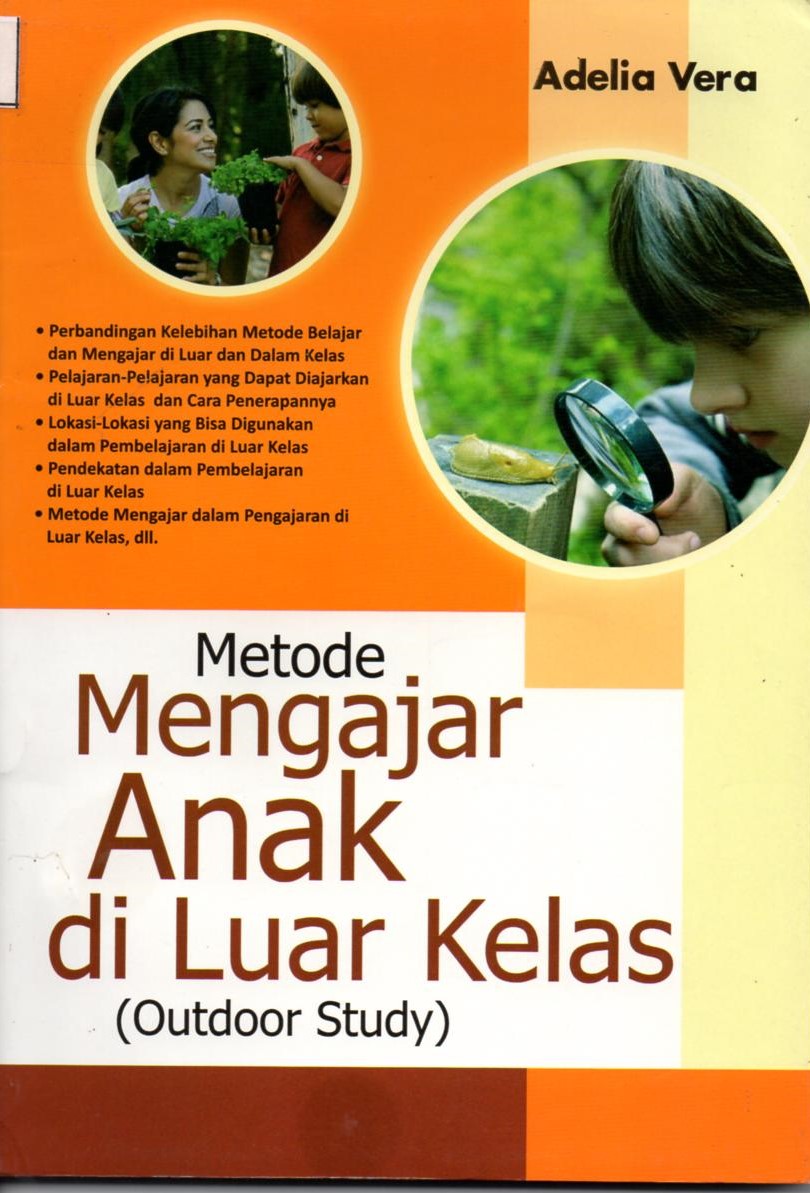 Adelia Vera
• Perbandingan Kelebihan Metode Belajar
dan Mengajar di Luar dan Dalam Kelas
• Pelajaran-Pelajaran yang Dapat Diajarkan
di Luar Kelas dan Cara Penerapannya
• Lokasi-Lokasi yang Bisa Digunakan
dalam Pembelajaran di Luar Kelas
• Pendekatan dalam Pembelajaran
di Luar Kelas
• Metode Mengajar dalam Pengajaran di
Luar Kelas, dll.
Metode
Mengajar
Anak
di Luar Kelas
(Outdoor Study)